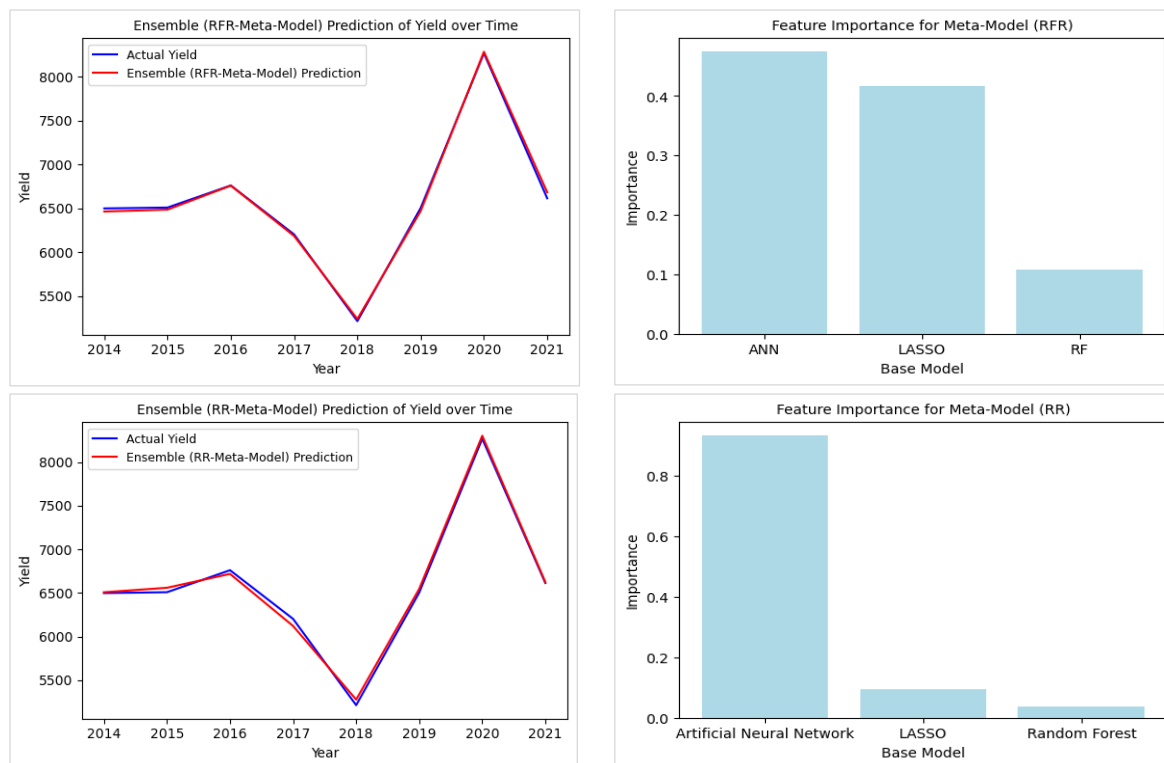 Ensemble (RFR-Meta-Model) Prediction of Yield over Time
Actual Yield
Ensemble (RFR-Meta-Model) Prediction
8000
7500
7000
6500
6000
5500
Yield
2014 2015 2016 2017 2018 2019 2020 2021
Year
Feature Importance for Meta-Model (RFR)
0.4
0.3
0.2
0.1
0.0
Importance
ANN LASSO RF
Base Model
Ensemble (RR-Meta-Model) Prediction of Yield over Time
Actual Yield
Ensemble (RR-Meta-Model) Prediction
8000
7500
7000
6500
6000
5500
Yield
2014 2015 2016 2017 2018 2019 2020 2021
Year
Feature Importance for Meta-Model (RR)
0.8
0.6
0.4
0.2
0.0
Importance
Artificial Neural Network LASSO Random Forest
Base Model